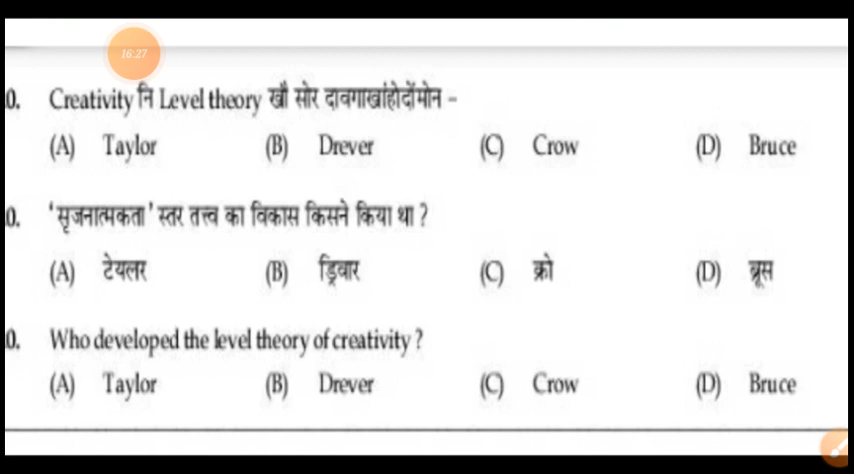 16:27
0. Creativity नि Level theory खौ सोर दावगाखांहोदोंमोन -
(A) Taylor (B) Drever (C) Crow (D) Bruce
0. 'सृजनात्मकता' स्तर तत्त्व का विकास किसने किया था ?
(A) टेयलर (B) ड्रिवार (C) क्रो (D) ब्रूस
0. Who developed the level theory of creativity ?
(A) Taylor (B) Drever (C) Crow (D) Bruce